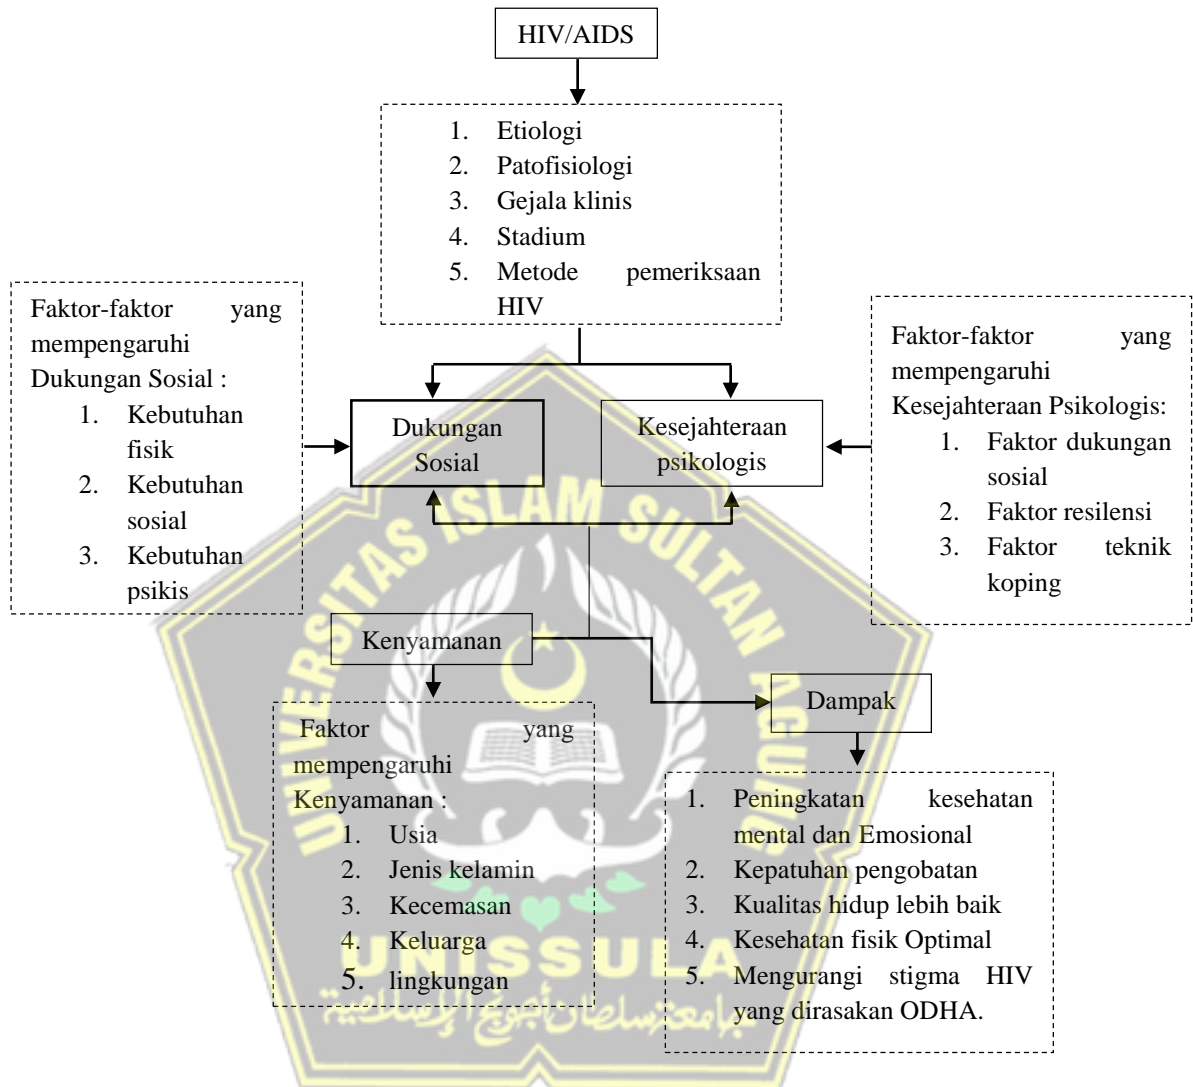 HIV/AIDS
1. Etiologi
2. Patofisiologi
3. Gejala klinis
4. Stadium
5. Metode pemeriksaan
HIV
Faktor-faktor yang
mempengaruhi
Dukungan Sosial :
1. Kebutuhan
fisik
2. Kebutuhan
sosial
3. Kebutuhan
psikis
Dukungan
Sosial
Kesejahteraan
psikologis
Faktor-faktor yang
mempengaruhi
Kesejahteraan Psikologis:
1. Faktor dukungan
sosial
2. Faktor resilensi
3. Faktor teknik
koping
Kenyamanan
Faktor yang
mempengaruhi
Kenyamanan :
1. Usia
2. Jenis kelamin
3. Kecemasan
4. Keluarga
5. lingkungan
Dampak
1. Peningkatan kesehatan
mental dan Emosional
2. Kepatuhan pengobatan
3. Kualitas hidup lebih baik
4. Kesehatan fisik Optimal
5. Mengurangi stigma HIV
yang dirasakan ODHA.
UNIVERSITAS ISLAM SULTAN AGUNG
UNISSULA
جامعة سلطان أجونج الإسلامية